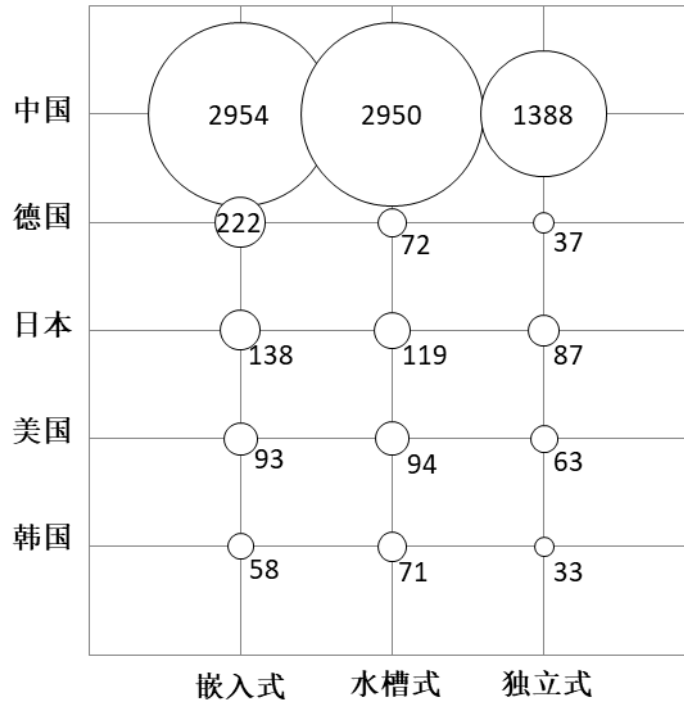 中国 2954 2950 1388
德国 222 72 37
日本 138 119 87
美国 93 94 63
韩国 58 71 33
嵌入式 水槽式 独立式